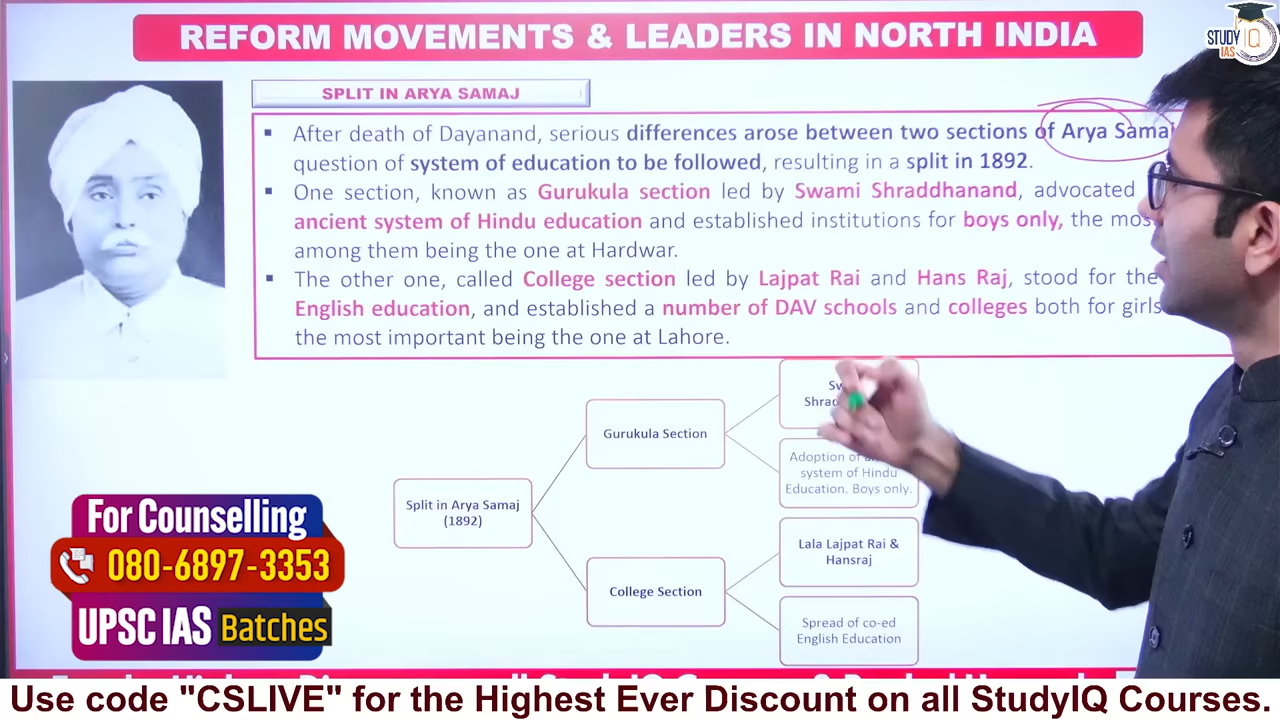 REFORM MOVEMENTS & LEADERS IN NORTH INDIA
STUDY IQ
IAS
SPLIT IN ARYA SAMAJ
▪ After death of Dayanand, serious differences arose between two sections of Arya Samaj
question of system of education to be followed, resulting in a split in 1892.
▪ One section, known as Gurukula section led by Swami Shraddhanand, advocated
ancient system of Hindu education and established institutions for boys only, the most
among them being the one at Hardwar.
▪ The other one, called College section led by Lajpat Rai and Hans Raj, stood for the
English education, and established a number of DAV schools and colleges both for girls
the most important being the one at Lahore.
Split in Arya Samaj
(1892)
Gurukula Section
Adoption of
system of Hindu
Education. Boys only.
College Section
Lala Lajpat Rai &
Hansraj
Spread of co-ed
English Education
For Counselling
080-6897-3353
UPSC IAS Batches
Use code "CSLIVE" for the Highest Ever Discount on all StudyIQ Courses.